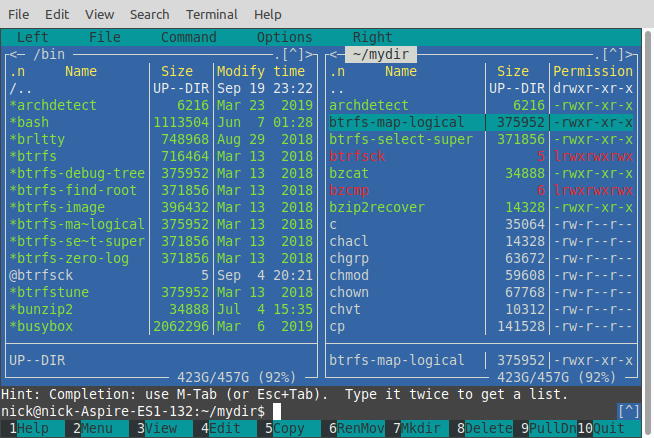 File Edit View Search Terminal Help
Left File Command Options Right
<— /bin .[^]> <— ~/mydir .[^]>
.n Name Size Modify time .n Name Size Permission
/.. UP--DIR Sep 19 23:22 .. UP--DIR drwxr-xr-x
*archdetect 6216 Mar 23 2019 archdetect 6216 -rwxr-xr-x
*bash 1113504 Jun 7 01:28 btrfs-map-logical 375952 -rwxr-xr-x
*brltty 748968 Aug 29 2018 btrfs-select-super 371856 -rwxr-xr-x
*btrfs 716464 Mar 13 2018 btrfsck 5 lrwxrwxrwx
*btrfs-debug-tree 375952 Mar 13 2018 bzcat 34888 -rwxr-xr-x
*btrfs-find-root 371856 Mar 13 2018 bzcmp 6 lrwxrwxrwx
*btrfs-image 396432 Mar 13 2018 bzip2recover 14328 -rwxr-xr-x
*btrfs-ma~logical 375952 Mar 13 2018 c 35064 -rw-r--r--
*btrfs-se~t-super 371856 Mar 13 2018 chacl 14328 -rw-r--r--
*btrfs-zero-log 371856 Mar 13 2018 chgrp 63672 -rw-r--r--
@btrfsck 5 Sep 4 20:21 chmod 59608 -rw-r--r--
*btrfstune 375952 Mar 13 2018 chown 67768 -rw-r--r--
*bunzip2 34888 Jul 4 15:35 chvt 10312 -rw-r--r--
*busybox 2062296 Mar 6 2019 cp 141528 -rw-r--r--
UP--DIR btrfs-map-logical 375952 -rwxr-xr-x
423G/457G (92%) 423G/457G (92%)
Hint: Completion: use M-Tab (or Esc+Tab). Type it twice to get a list.
nick@nick-Aspire-ES1-132:~/mydir$ [^]
1Help 2Menu 3View 4Edit 5Copy 6RenMov 7Mkdir 8Delete 9PullDn 10Quit